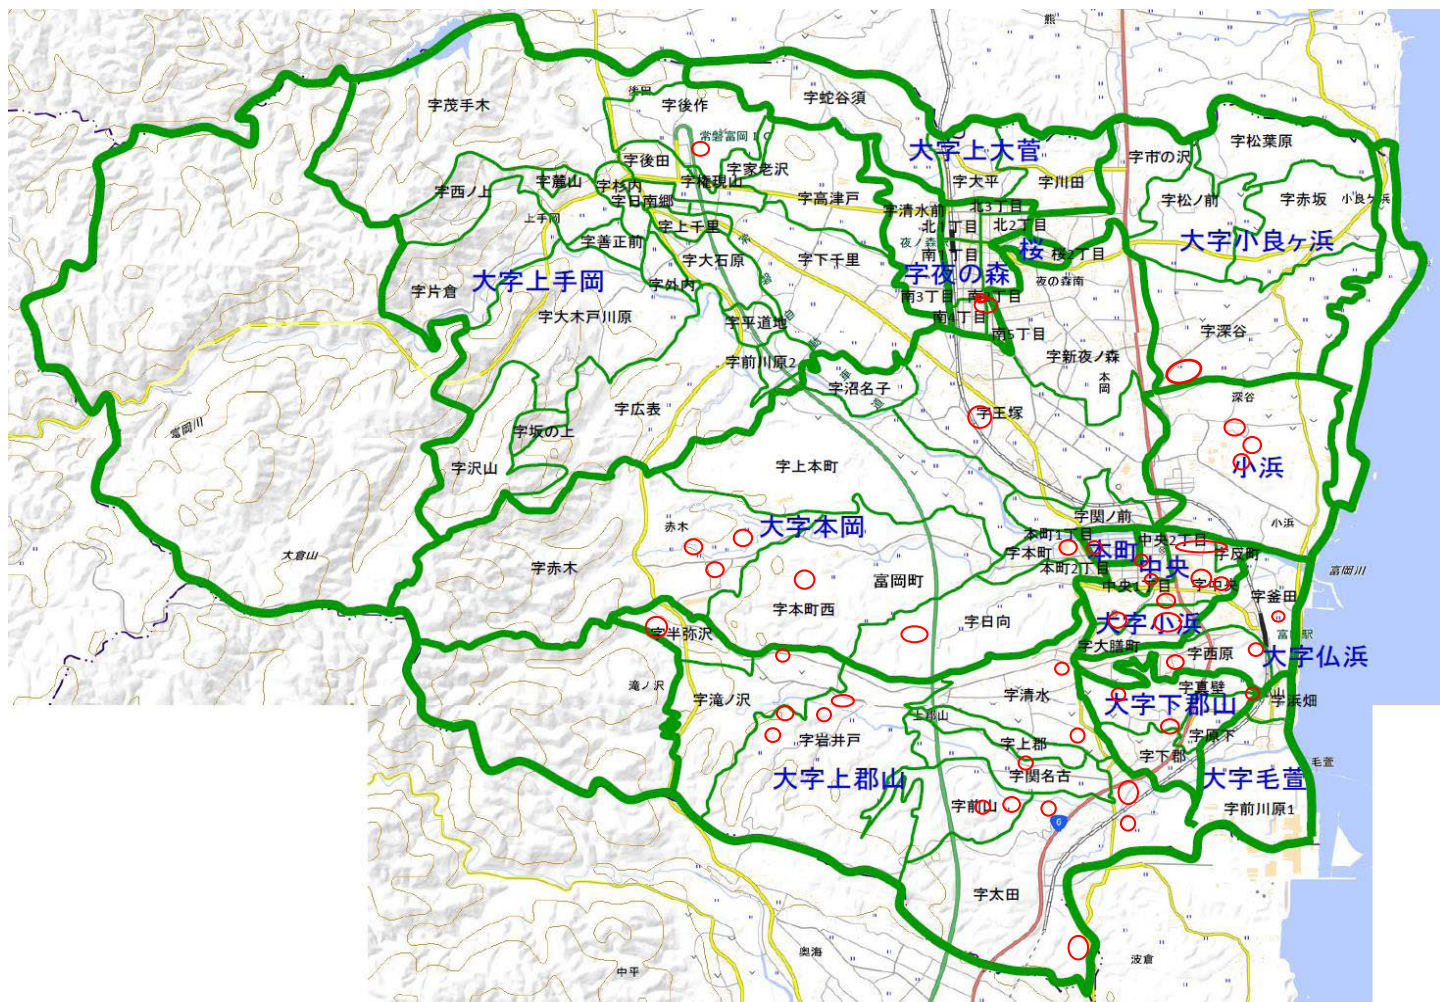 熊
字茂手木
後田
字後作
字蛇谷須
常磐富岡IC
大字上大菅
字松葉原
字市の沢
字後田
字家老沢
字麓山
字杉内
字権現山
字西ノ上
字日南郷
字高津戸
字大平
字川田
字松ノ前
字赤坂
小良ヶ浜
上手岡
字上千里
字清水前
北3丁目
北1丁目
北2丁目
字善正前
夜ノ森駅
南1丁目
桜
桜2丁目
大字小良ヶ浜
字大石原
字下千里
大字上手岡
字夜の森
夜の森南
字片倉
字外内
南3丁目
字大木戸川原
字平道地
南4丁目
南5丁目
字深谷
常磐自動車道
字前川原2
字新夜ノ森
本岡
字沼名子
深谷
字広表
字王塚
富岡川
字坂の上
字沢山
字上本町
小浜
小浜
字関ノ前
赤木
大字本岡
本町1丁目
中央2丁目
字本町
本町
字反町
大倉山
字赤木
本町2丁目
中央
富岡川
富岡町
中央1丁目
字中央
字本町西
字釜田
字日向
大字小浜
字半弥沢
字大膳町
字西原
大字仏浜
滝ノ沢
字滝ノ沢
字清水
字真壁
大字下郡山
字浜畑
上郡山
字岩井戸
字上郡
字原下
字下郡
毛萱
大字上郡山
字関名古
大字毛萱
字前山
字前川原1
6
字太田
奥海
波倉
中平